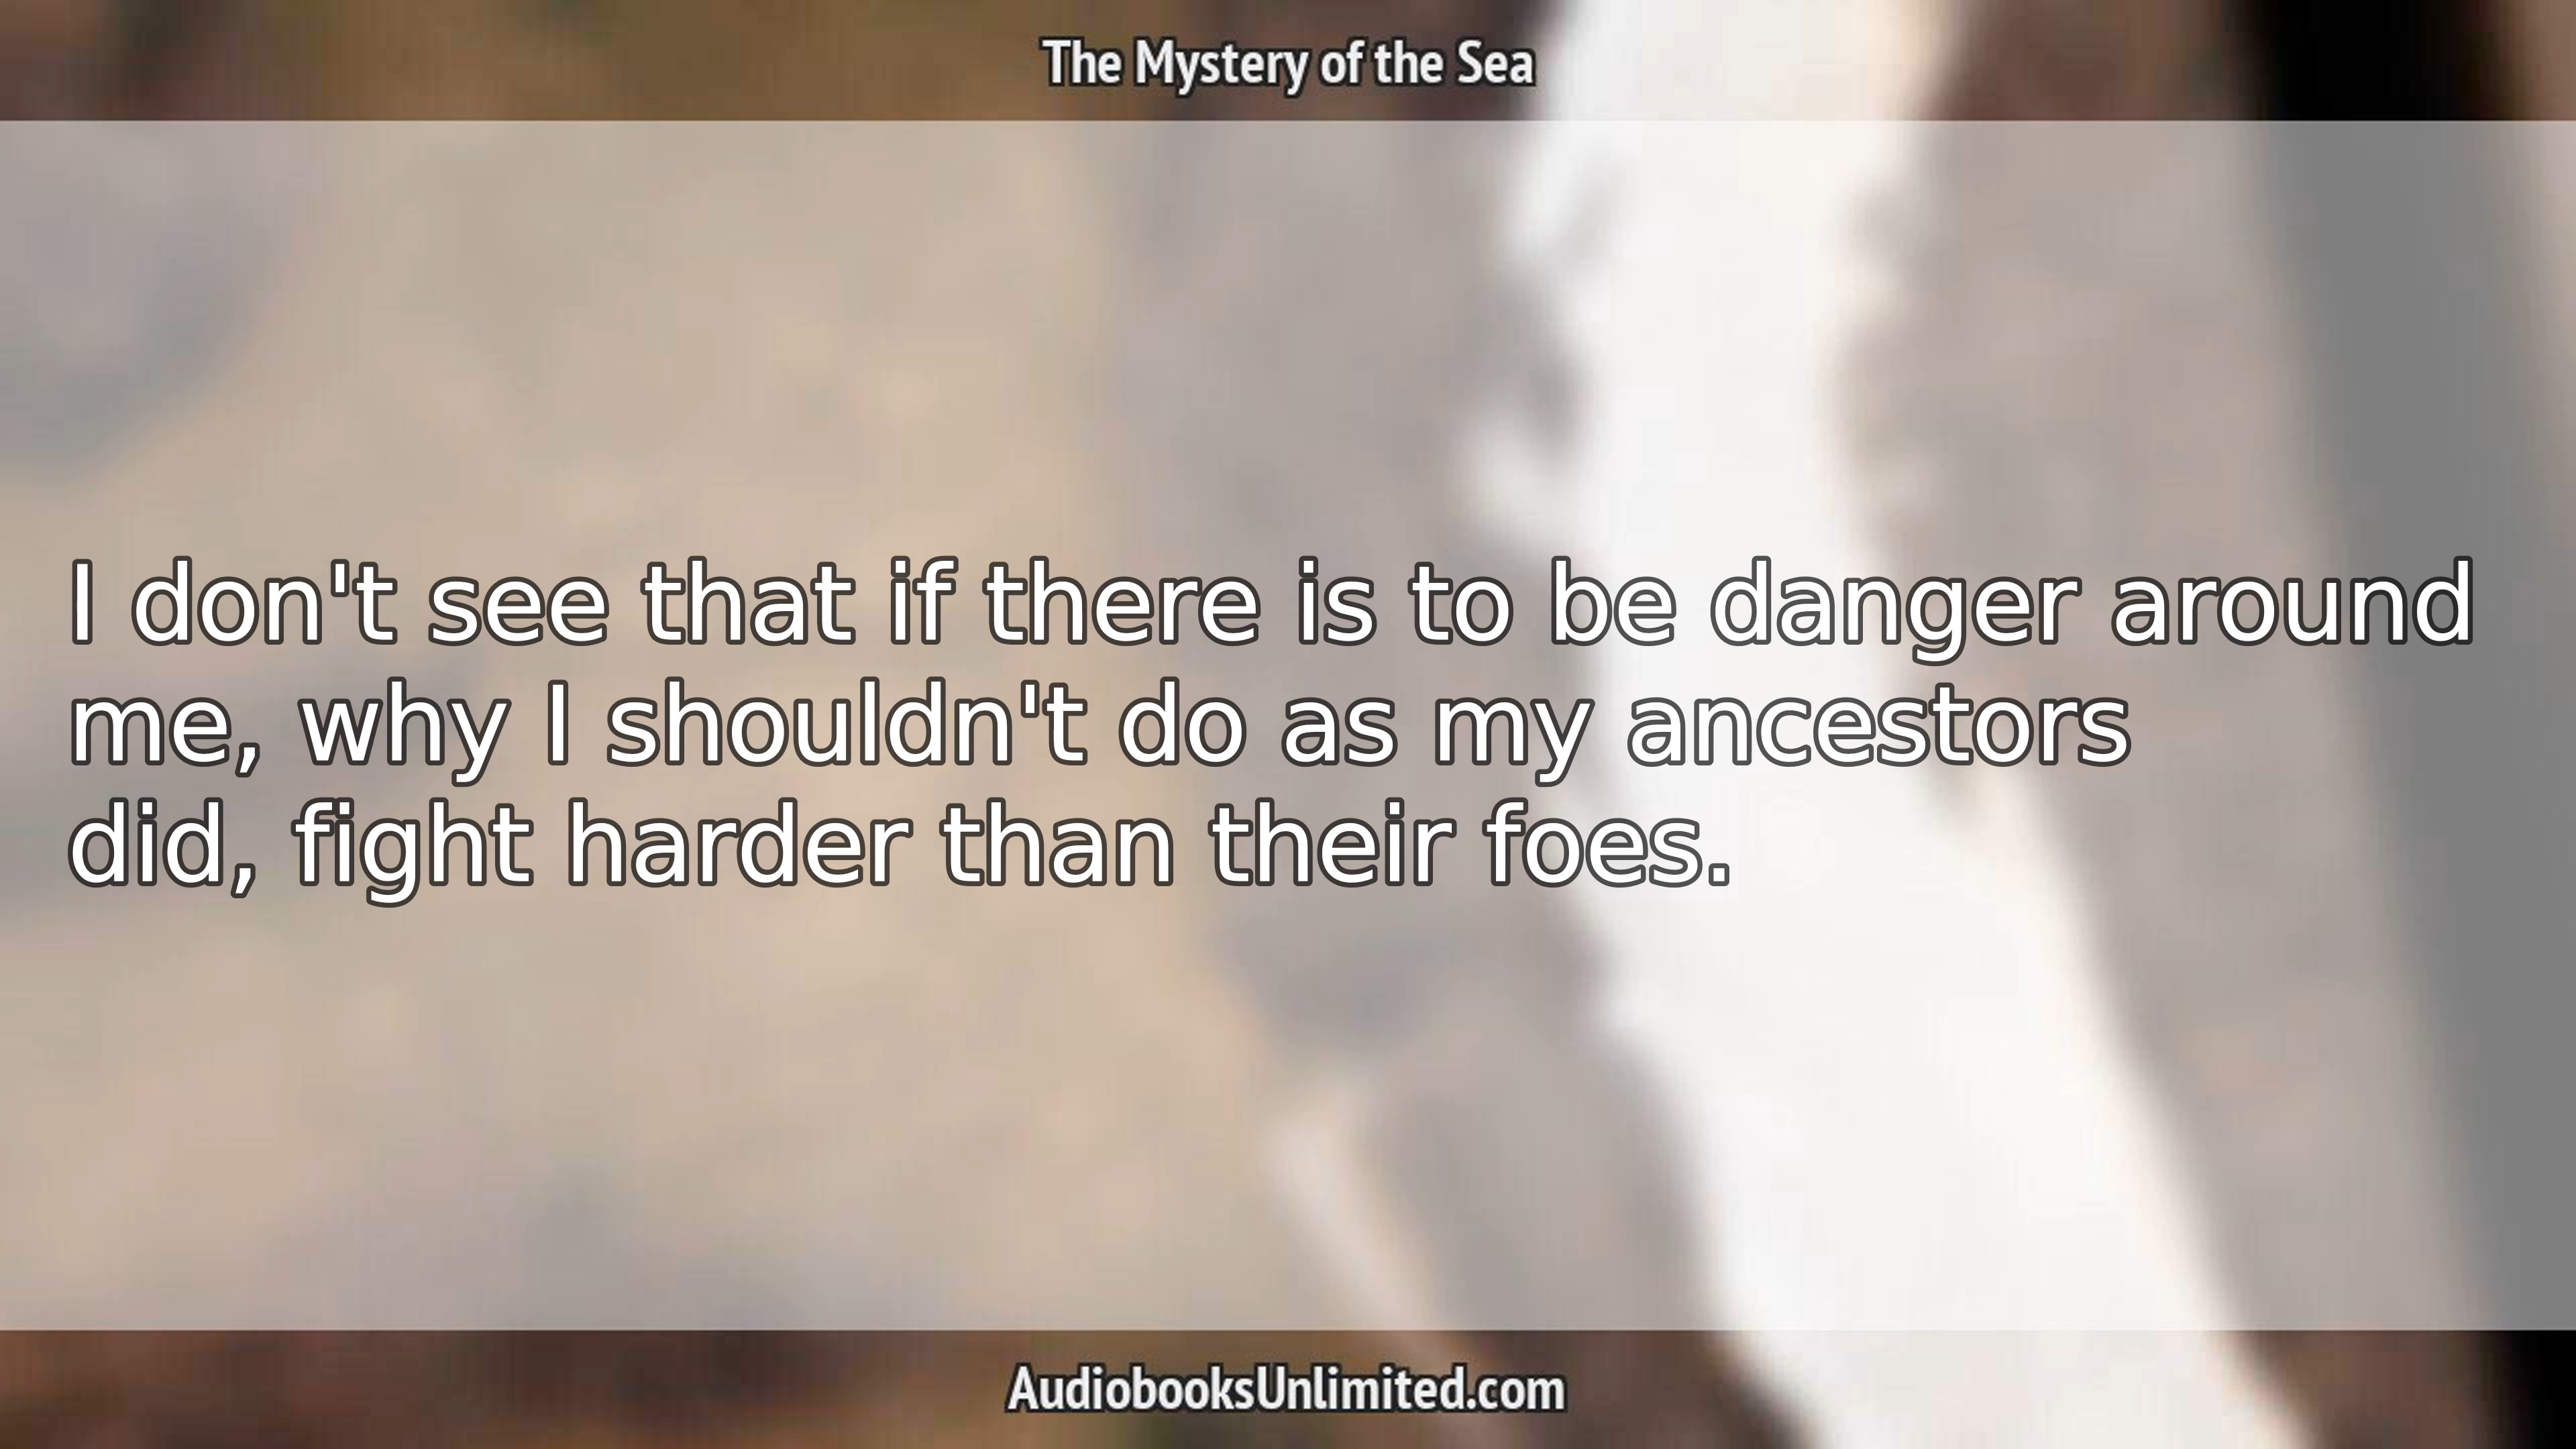 The Mystery of the Sea
I don't see that if there is to be danger around
me, why I shouldn't do as my ancestors
did, fight harder than their foes.
AudiobooksUnlimited.com